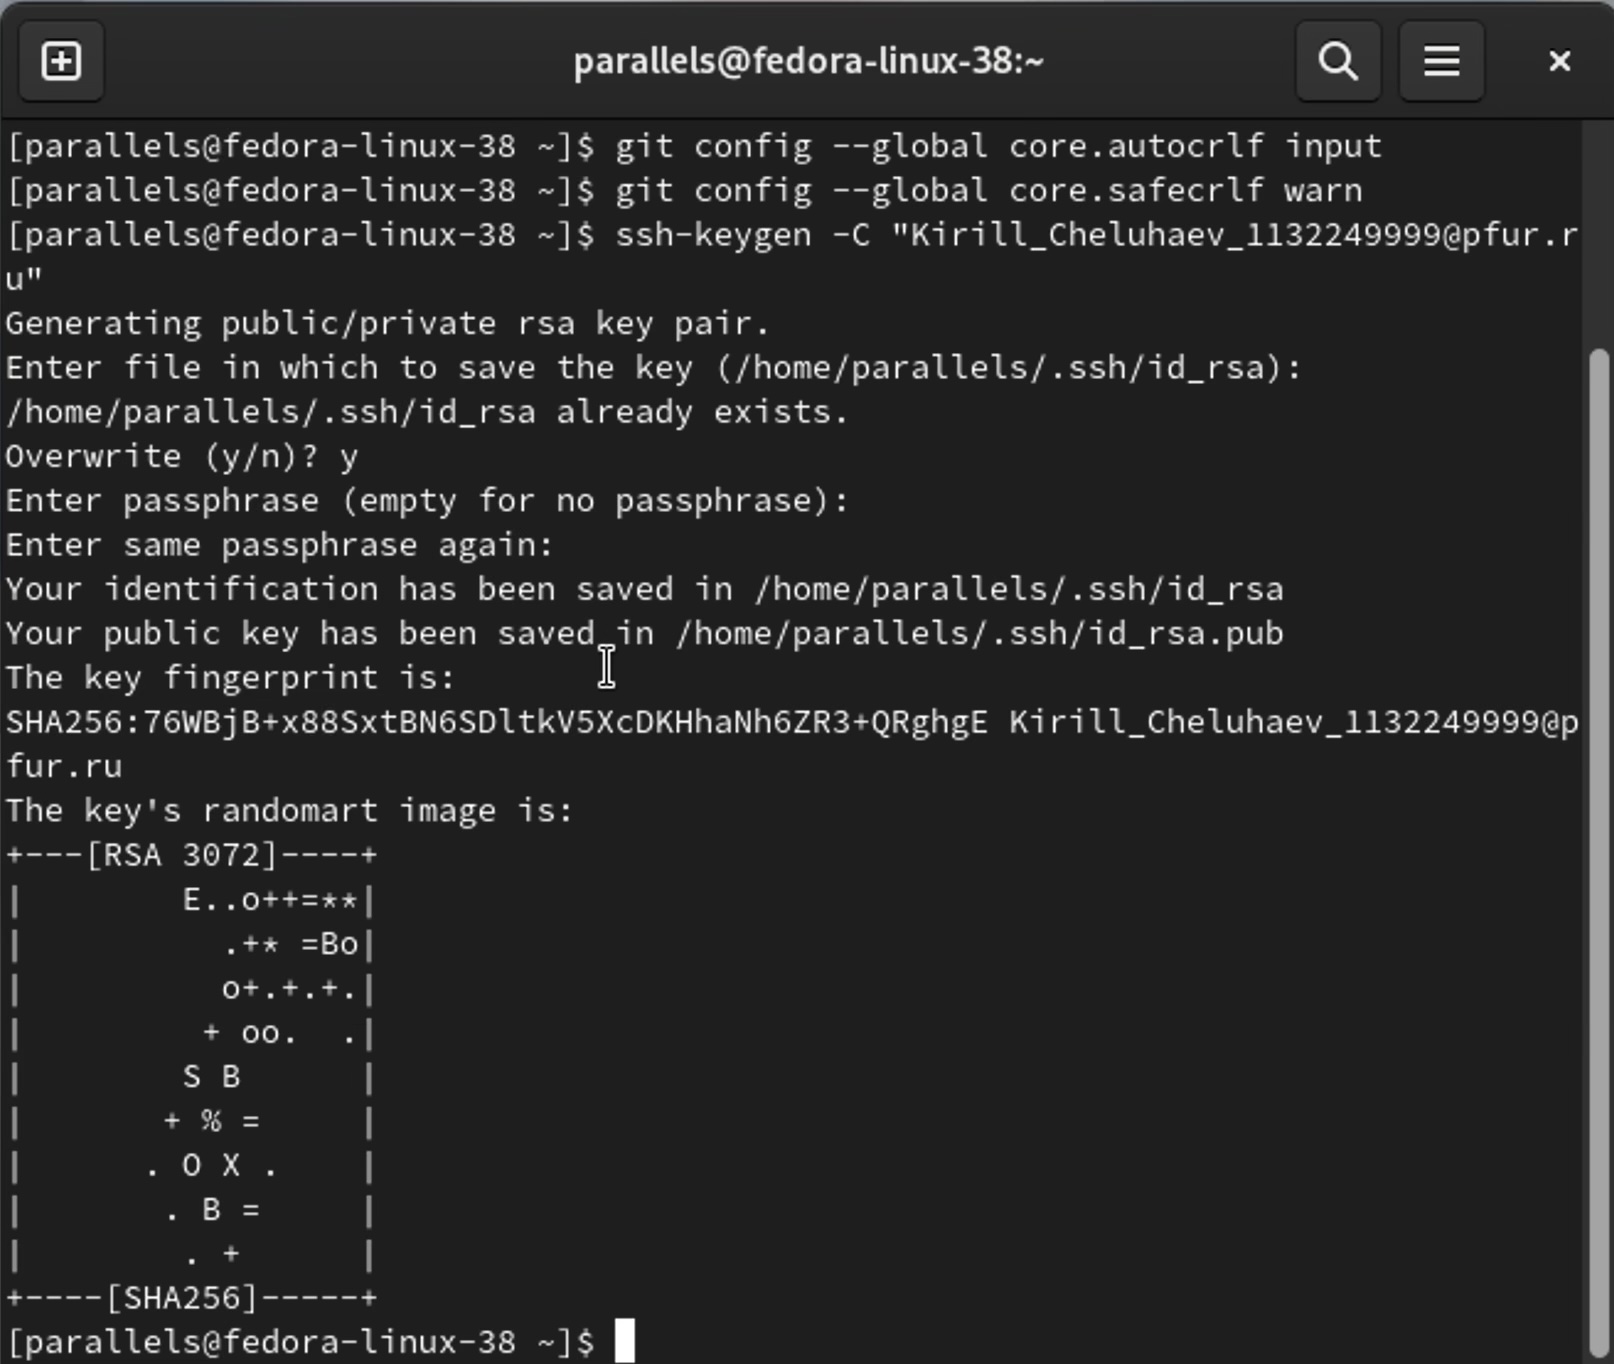 parallels@fedora-linux-38:~
[parallels@fedora-linux-38 ~]$ git config --global core.autocrlf input
[parallels@fedora-linux-38 ~]$ git config --global core.safecrlf warn
[parallels@fedora-linux-38 ~]$ ssh-keygen -C "Kirill_Cheluhaev_1132249999@pfur.r
u"
Generating public/private rsa key pair.
Enter file in which to save the key (/home/parallels/.ssh/id_rsa):
/home/parallels/.ssh/id_rsa already exists.
Overwrite (y/n)? y
Enter passphrase (empty for no passphrase):
Enter same passphrase again:
Your identification has been saved in /home/parallels/.ssh/id_rsa
Your public key has been saved in /home/parallels/.ssh/id_rsa.pub
The key fingerprint is:
SHA256:76WBjB+x88SxtBN6SDltkV5XcDKHhaNh6ZR3+QRghgE Kirill_Cheluhaev_1132249999@p
fur.ru
The key's randomart image is:
+---[RSA 3072]----+
|        E..o++=**|
|          .+* =Bo|
|          o+.+.+.|
|         + oo.  .|
|        S B      |
|       + % =     |
|      . O X .    |
|       . B =     |
|        . +      |
+----[SHA256]-----+
[parallels@fedora-linux-38 ~]$